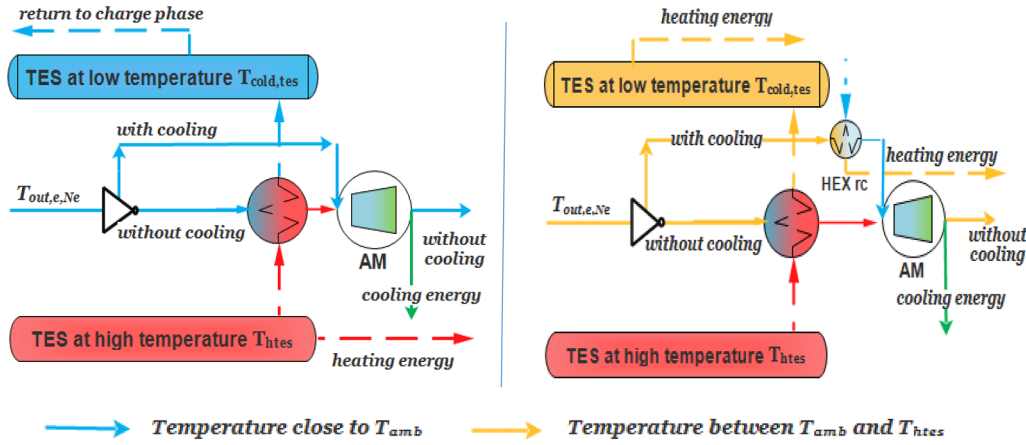 return to charge phase
TES at low temperature Tcold,tes
with cooling
Tout,e,Ne
without cooling
AM
without
cooling
cooling energy
TES at high temperature Thtes
heating energy
heating energy
TES at low temperature Tcold,tes
with cooling
HEX rc
heating energy
Tout,e,Ne
without cooling
AM
without
cooling
cooling energy
TES at high temperature Thtes
Temperature close to Tamb
Temperature between Tamb and Thtes